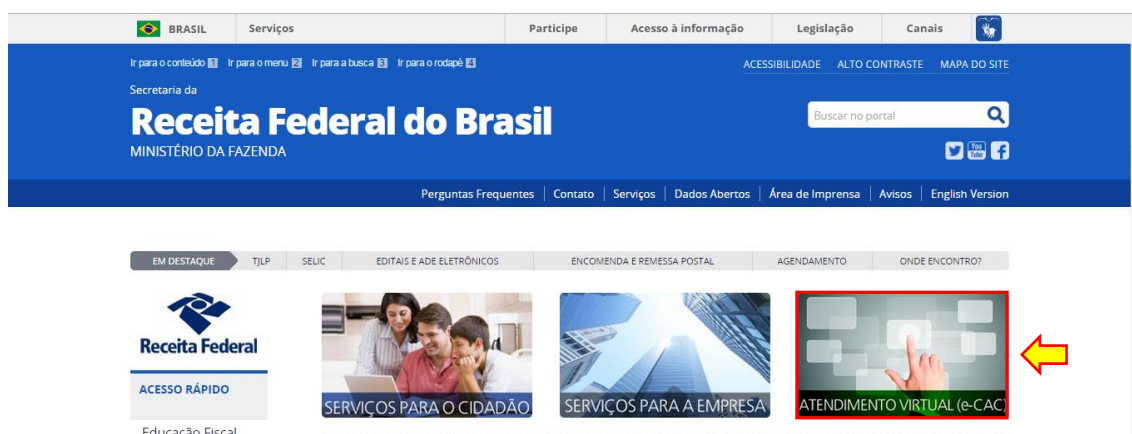 BRASIL Serviços Participe Acesso à informação Legislação Canais
Ir para o conteúdo 1 Ir para o menu 2 Ir para a busca 3 Ir para o rodapé 4 ACESSIBILIDADE ALTO CONTRASTE MAPA DO SITE
Secretaria da
Receita Federal do Brasil
Buscar no portal
MINISTÉRIO DA FAZENDA
You Tube
Perguntas Frequentes Contato Serviços Dados Abertos Área de Imprensa Avisos English Version
EM DESTAQUE TJLP SELIC EDITAIS E ADE ELETRÔNICOS ENCOMENDA E REMESSA POSTAL AGENDAMENTO ONDE ENCONTRO?
Receita Federal
ACESSO RÁPIDO
SERVIÇOS PARA O CIDADÃO SERVIÇOS PARA A EMPRESA ATENDIMENTO VIRTUAL (e-CAC)
Educação Fiscal